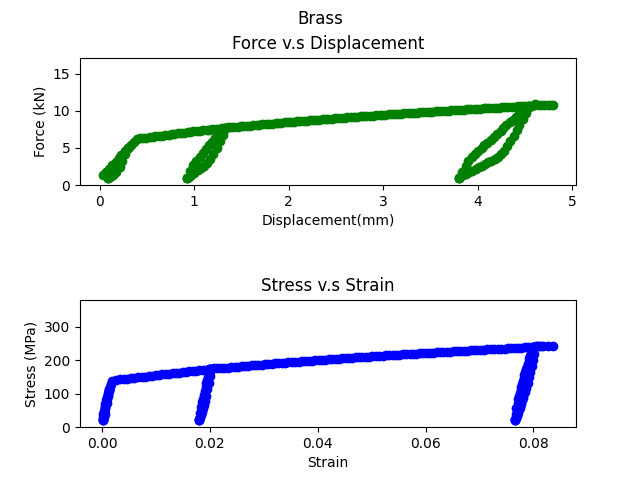 Brass
Force v.s Displacement
15
10
5
0
Force (kN)
0 1 2 3 4 5
Displacement(mm)
Stress v.s Strain
300
200
100
0
Stress (MPa)
0.00 0.02 0.04 0.06 0.08
Strain